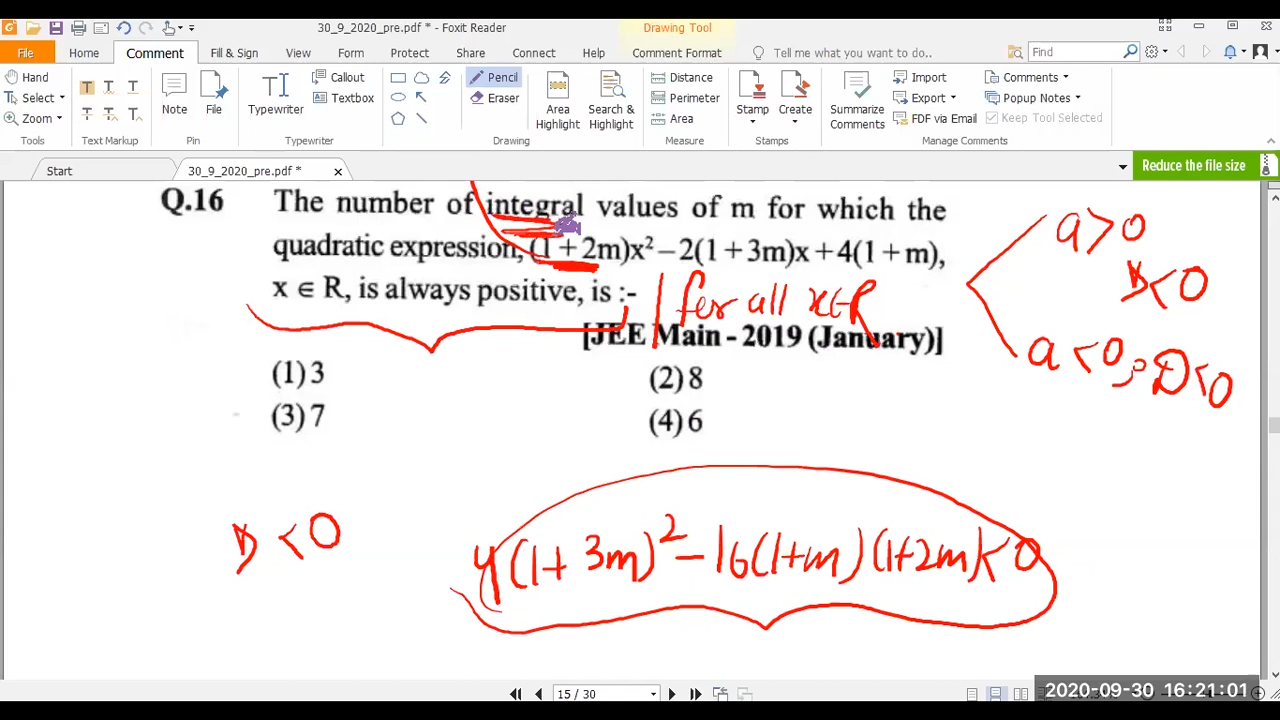 30_9_2020_pre.pdf * - Foxit Reader
Drawing Tool
File
Home
Comment
Fill & Sign
View
Form
Protect
Share
Connect
Help
Comment Format
Tell me what you want to do..
Find
Hand
Select
Zoom
Tools
T T T
T T T
Text Markup
Note
File
Pin
Typewriter
Callout
Textbox
Typewriter
Pencil
Eraser
Drawing
Area Highlight
Search & Highlight
Distance
Perimeter
Area
Measure
Stamp
Create
Stamps
Summarize Comments
Import
Export
FDF via Email
Comments
Popup Notes
Keep Tool Selected
Manage Comments
Start
30_9_2020_pre.pdf *
Reduce the file size
Q.16 The number of integral values of m for which the
quadratic expression, (1 + 2m)x² – 2(1 + 3m)x + 4(1 + m),
x ∈ R, is always positive, is :-
for all x∈R
[JEE Main - 2019 (January)]
(1) 3 (2) 8
(3) 7 (4) 6
a>0
D<0
a<0, D<0
D<0
4(1+3m)²-16(1+m)(1+2m)<0
15 / 30
2020-09-30 16:21:01